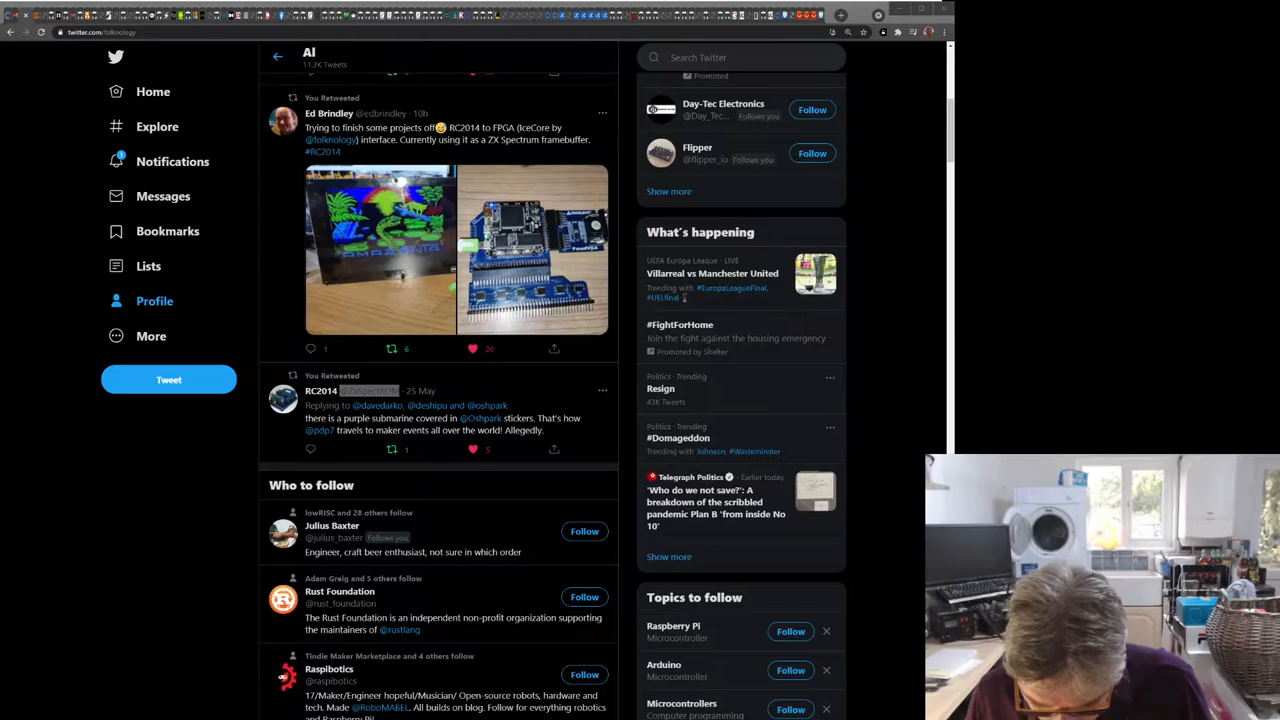 twitter.com/folknology
Home
Explore
Notifications
Messages
Bookmarks
Lists
Profile
More
Tweet
Al
11.3K Tweets
You Retweeted
Ed Brindley @edbrindley · 10h
Trying to finish some projects off😅 RC2014 to FPGA (IceCore by
@folknology) interface. Currently using it as a ZX Spectrum framebuffer.
#RC2014
1
6
20
You Retweeted
RC2014 · 25 May
Replying to @davedarko, @deshipu and @oshpark
there is a purple submarine covered in @Oshpark stickers. That's how
@pdp7 travels to maker events all over the world! Allegedly.
1
5
Who to follow
lowRISC and 28 others follow
Julius Baxter
@julius_baxter Follows you
Engineer, craft beer enthusiast, not sure in which order
Follow
Adam Greig and 5 others follow
Rust Foundation
@rust_foundation
The Rust Foundation is an independent non-profit organization supporting
the maintainers of @rustlang
Follow
Tindie Maker Marketplace and 4 others follow
Raspibotics
@raspibotics
17/Maker/Engineer hopeful/Musician/ Open-source robots, hardware and
tech. Made @RoboMABEL. All builds on blog. Follow for everything robotics
and Raspberry Pi!
Follow
Search Twitter
Promoted
Day-Tec Electronics
@Day_Tec... Follows you
Follow
Flipper
@flipper_io Follows you
Follow
Show more
What's happening
UEFA Europa League · LIVE
Villarreal vs Manchester United
Trending with #EuropaLeagueFinal,
#UELfinal
#FightForHome
Join the fight against the housing emergency
Promoted by Shelter
Politics · Trending
Resign
43K Tweets
Politics · Trending
#Domageddon
Trending with Johnson, #Wasteminster
Telegraph Politics · Earlier today
'Who do we not save?': A
breakdown of the scribbled
pandemic Plan B 'from inside No
10'
Show more
Topics to follow
Raspberry Pi
Microcontroller
Follow
Arduino
Microcontroller
Follow
Microcontrollers
Computer programming
Follow